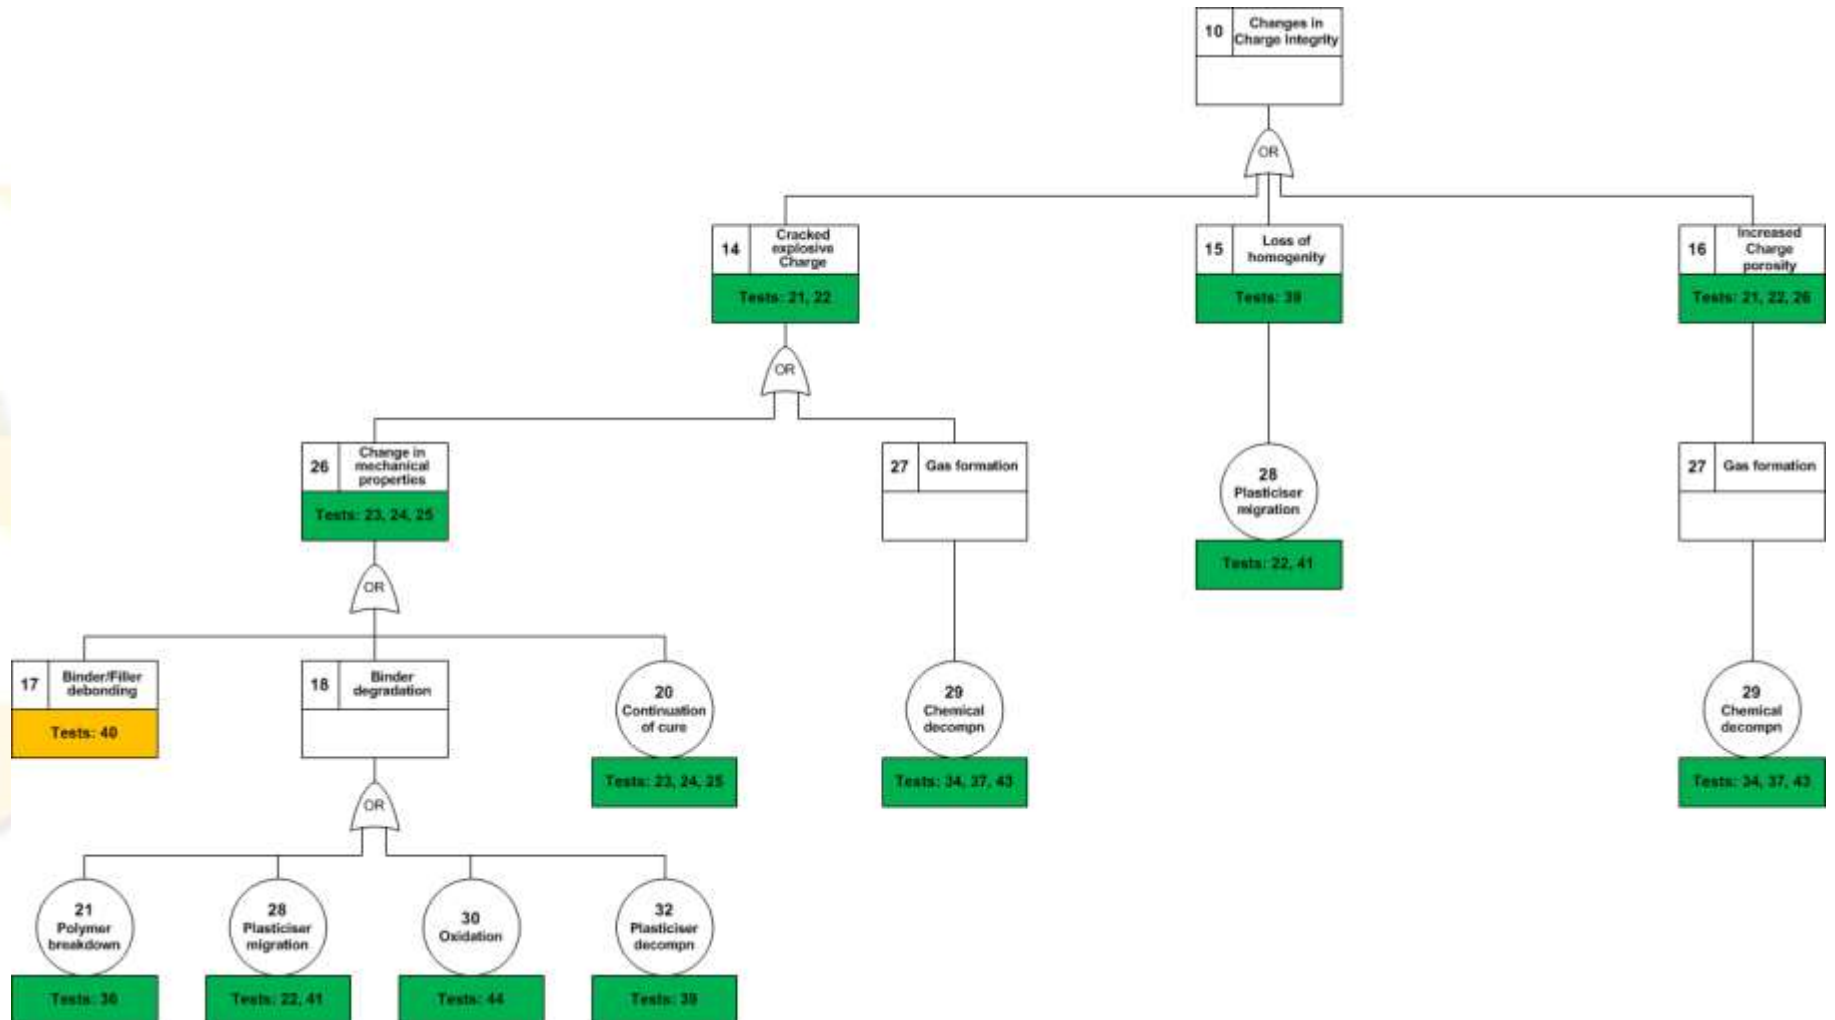 10
Changes in
Charge Integrity
OR
14
Cracked
explosive
Charge
Tests: 21, 22
15
Loss of
homogenity
Tests: 39
16
Increased
Charge
porosity
Tests: 21, 22, 26
OR
26
Change in
mechanical
properties
Tests: 23, 24, 25
27
Gas formation
28
Plasticiser
migration
Tests: 22, 41
27
Gas formation
OR
17
Binder/Filler
debonding
Tests: 40
18
Binder
degradation
20
Continuation
of cure
Tests: 23, 24, 25
29
Chemical
decompn
Tests: 34, 37, 43
29
Chemical
decompn
Tests: 34, 37, 43
OR
21
Polymer
breakdown
Tests:
28
Plasticiser
migration
Tests: 22, 41
30
Oxidation
Tests: 44
32
Plasticiser
decompn
Tests: 39